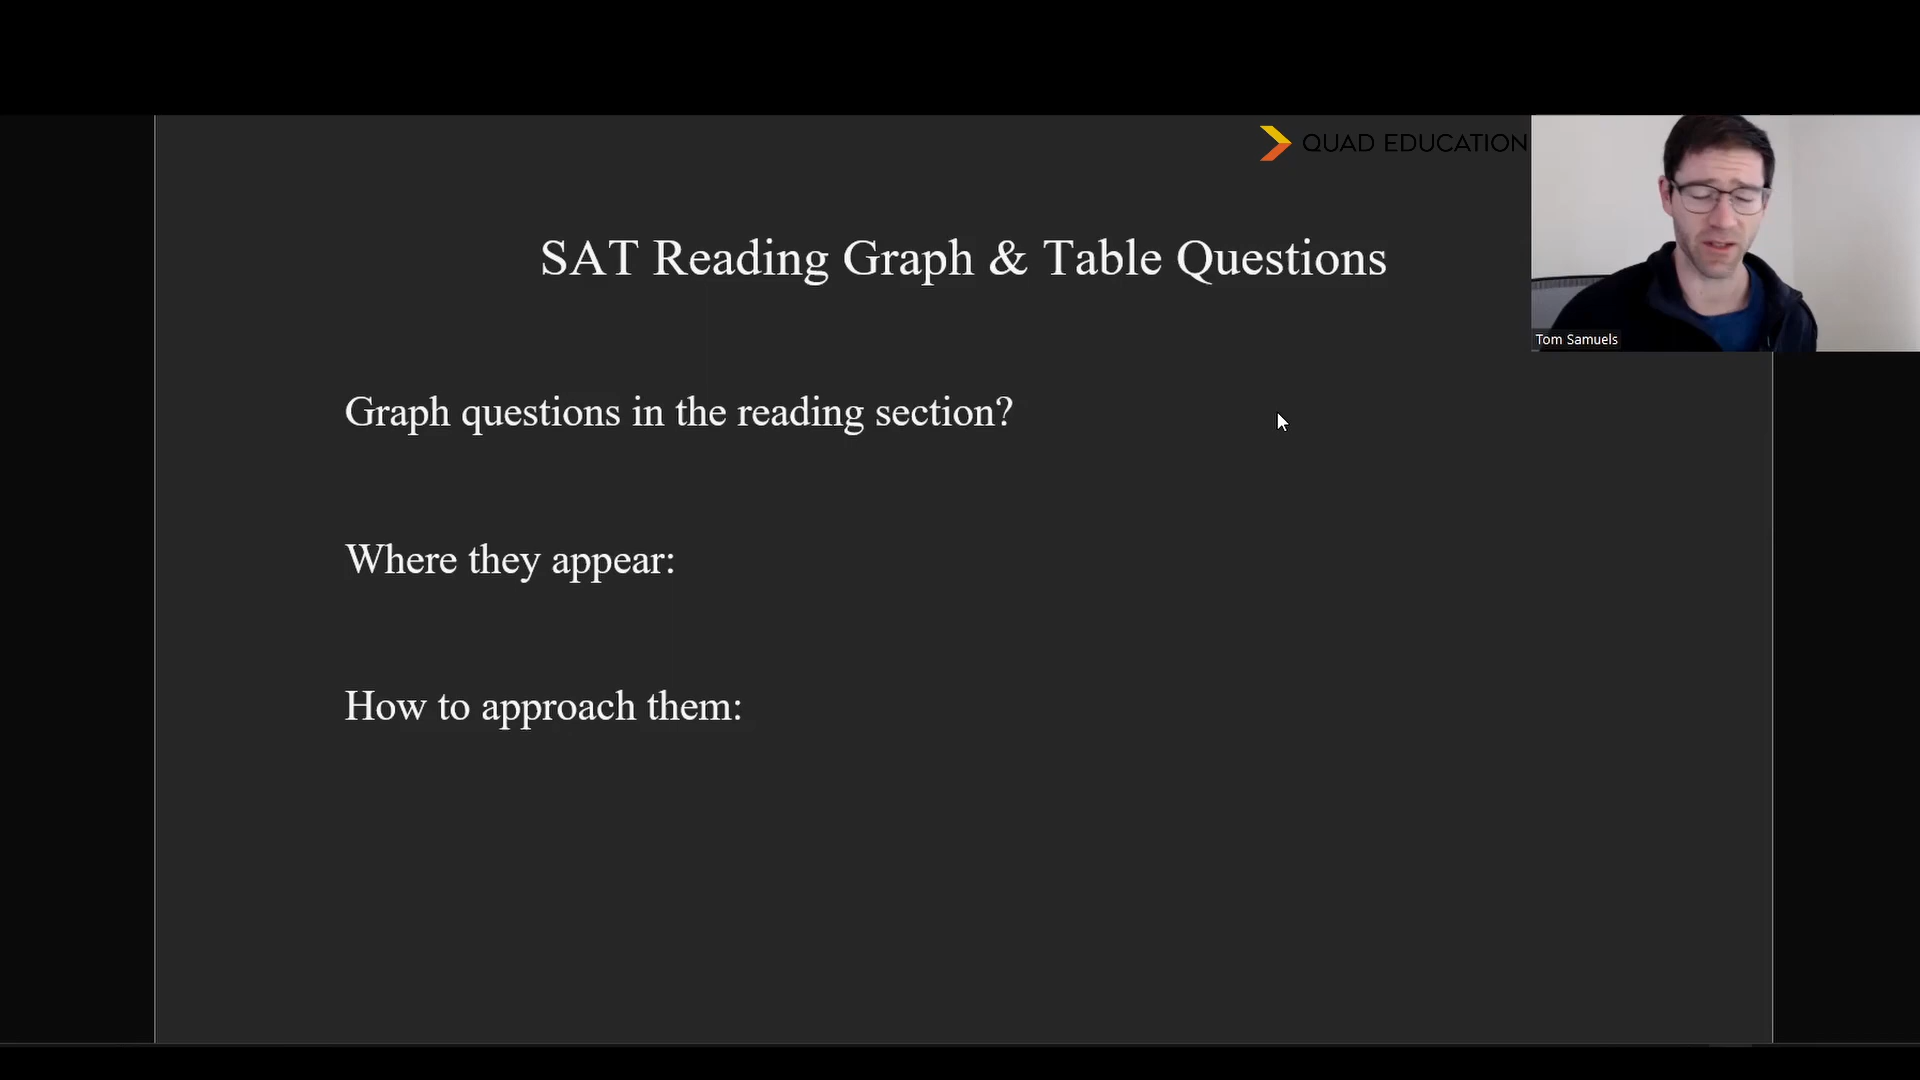 QUAD EDUCATION
SAT Reading Graph & Table Questions
Tom Samuels
Graph questions in the reading section?
Where they appear:
How to approach them: